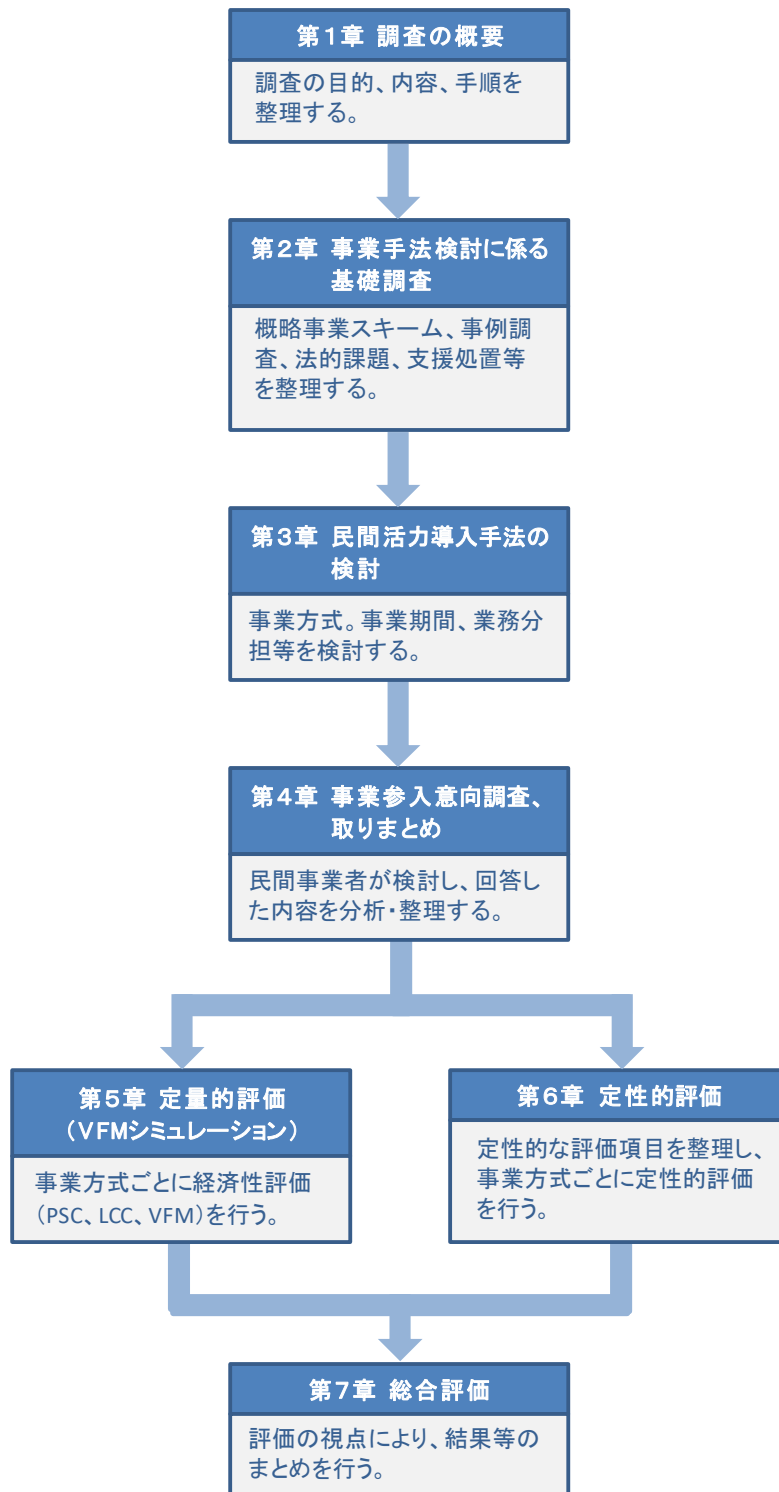 第1章 調査の概要
調査の目的、内容、手順を
整理する。
第2章 事業手法検討に係る
基礎調査
概略事業スキーム、事例調
査、法的課題、支援処置等
を整理する。
第3章 民間活力導入手法の
検討
事業方式。事業期間、業務分
担等を検討する。
第4章 事業参入意向調査、
取りまとめ
民間事業者が検討し、回答し
た内容を分析・整理する。
第5章 定量的評価
（VFMシミュレーション）
事業方式ごとに経済性評価
（PSC、LCC、VFM）を行う。
第6章 定性的評価
定性的な評価項目を整理し、
事業方式ごとに定性的評価
を行う。
第7章 総合評価
評価の視点により、結果等の
まとめを行う。